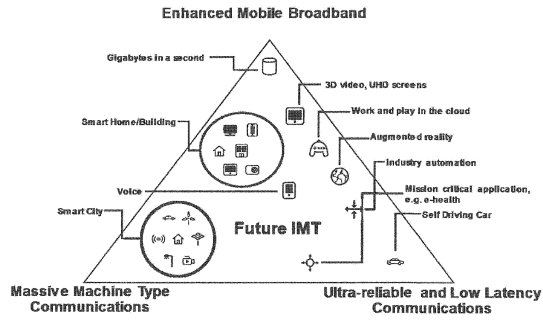 Enhanced Mobile Broadband
Gigabytes in a second
3D video, UHD screens
Smart Home/Building
Work and play in the cloud
Augmented reality
Industry automation
Voice
Mission critical application,
e.g. e-health
Smart City
Self Driving Car
Future IMT
Massive Machine Type
Communications
Ultra-reliable and Low Latency
Communications